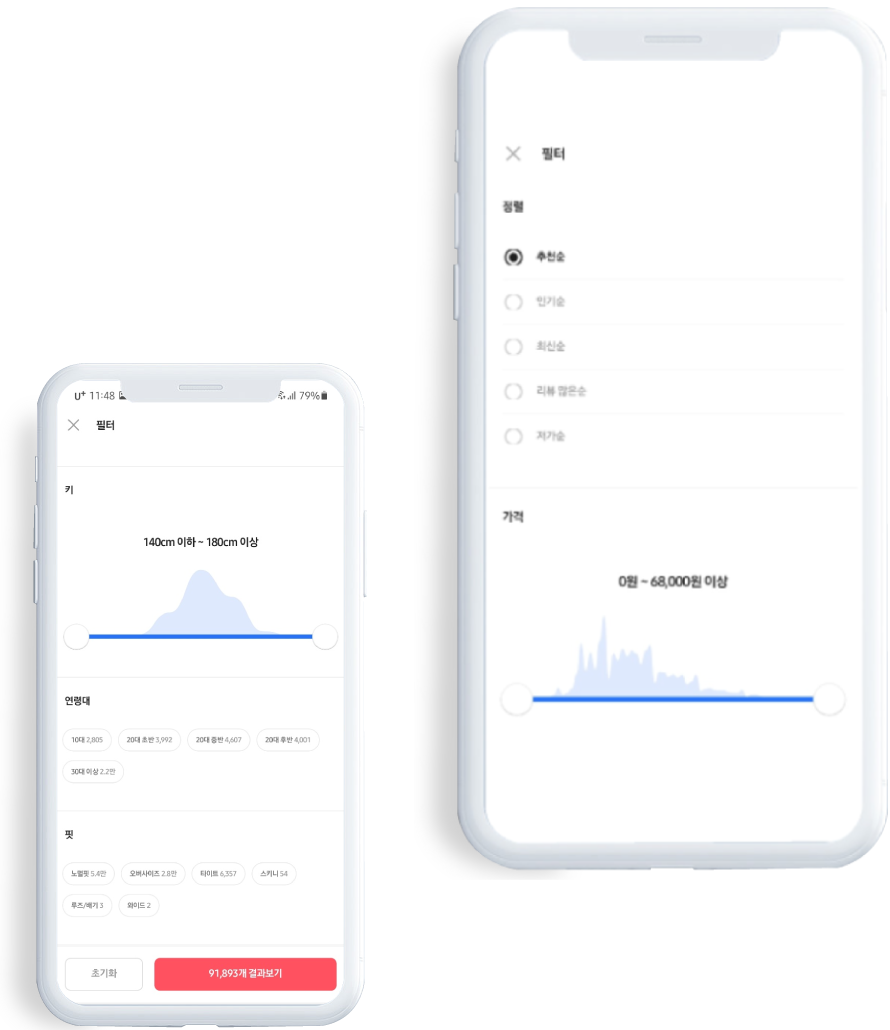 U⁺ 11:48
79%
필터
키
140cm 이하 ~ 180cm 이상
연령대
10대 2,805
20대 초반 3,992
20대 중반 4,607
20대 후반 4,001
30대 이상 2.2만
핏
노멀핏 5.4만
오버사이즈 2.8만
타이트 6,357
스키니 54
루즈/배기 3
와이드 2
초기화
91,893개 결과보기
필터
정렬
추천순
인기순
최신순
리뷰 많은순
저가순
가격
0원 ~ 68,000원 이상